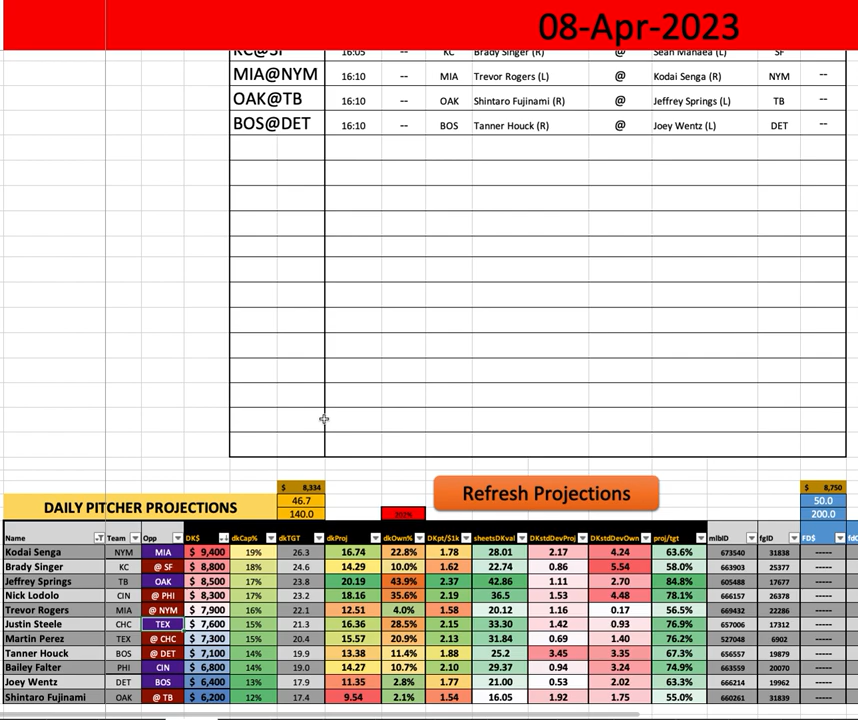 08-Apr-2023
KC@SF 16:05 -- KC Brady Singer (R) @ Sean Manaea (L) SF
MIA@NYM 16:10 -- MIA Trevor Rogers (L) @ Kodai Senga (R) NYM --
OAK@TB 16:10 -- OAK Shintaro Fujinami (R) @ Jeffrey Springs (L) TB --
BOS@DET 16:10 -- BOS Tanner Houck (R) @ Joey Wentz (L) DET --
$ 8,334 Refresh Projections $ 8,750
DAILY PITCHER PROJECTIONS 46.7 50.0
140.0 200.0
Name Team Opp DK$ dkCap% dkTGT dkProj dkOwn% DKpt/$1k sheetsDKval DKstdDevProj DKstdDevOwn proj/tgt mlbID fgID FD$
Kodai Senga NYM MIA $ 9,400 19% 26.3 16.74 22.8% 1.78 28.01 2.17 4.24 63.6% 673540 31838 -----
Brady Singer KC @ SF $ 8,800 18% 24.6 14.29 10.0% 1.62 22.74 0.86 5.54 58.0% 663903 25377 -----
Jeffrey Springs TB OAK $ 8,500 17% 23.8 20.19 43.9% 2.37 42.86 1.11 2.70 84.8% 605488 17677 -----
Nick Lodolo CIN @ PHI $ 8,300 17% 23.2 18.16 35.6% 2.19 36.5 1.53 4.48 78.1% 666157 26378 -----
Trevor Rogers MIA @ NYM $ 7,900 16% 22.1 12.51 4.0% 1.58 20.12 1.16 0.17 56.5% 669432 22286 -----
Justin Steele CHC TEX $ 7,600 15% 21.3 16.36 28.5% 2.15 33.30 1.42 0.93 76.9% 657006 17312 -----
Martin Perez TEX @ CHC $ 7,300 15% 20.4 15.57 20.9% 2.13 31.84 0.69 1.40 76.2% 527048 6902 -----
Tanner Houck BOS @ DET $ 7,100 14% 19.9 13.38 11.4% 1.88 25.2 3.45 3.35 67.3% 656557 19879 -----
Bailey Falter PHI CIN $ 6,800 14% 19.0 14.27 10.7% 2.10 29.37 0.94 3.24 74.9% 663559 20070 -----
Joey Wentz DET BOS $ 6,400 13% 17.9 11.35 2.8% 1.77 21.00 0.53 2.02 63.3% 666214 19962 -----
Shintaro Fujinami OAK @ TB $ 6,200 12% 17.4 9.54 2.1% 1.54 16.05 1.92 1.75 55.0% 660261 31839 -----